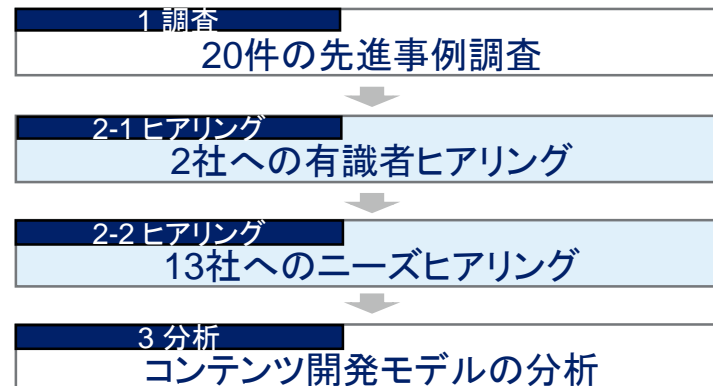 1 調査
20件の先進事例調査
2-1 ヒアリング
2社への有識者ヒアリング
2-2 ヒアリング
13社へのニーズヒアリング
3 分析
コンテンツ開発モデルの分析